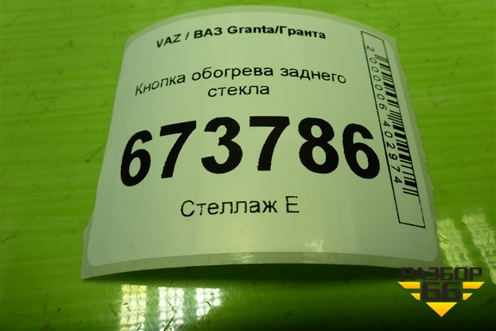 VAZ / ВАЗ Granta/Гранта
Кнопка обогрева заднего
стекла
673786
Стеллаж Е
2000006402974
РАЗБОР
66